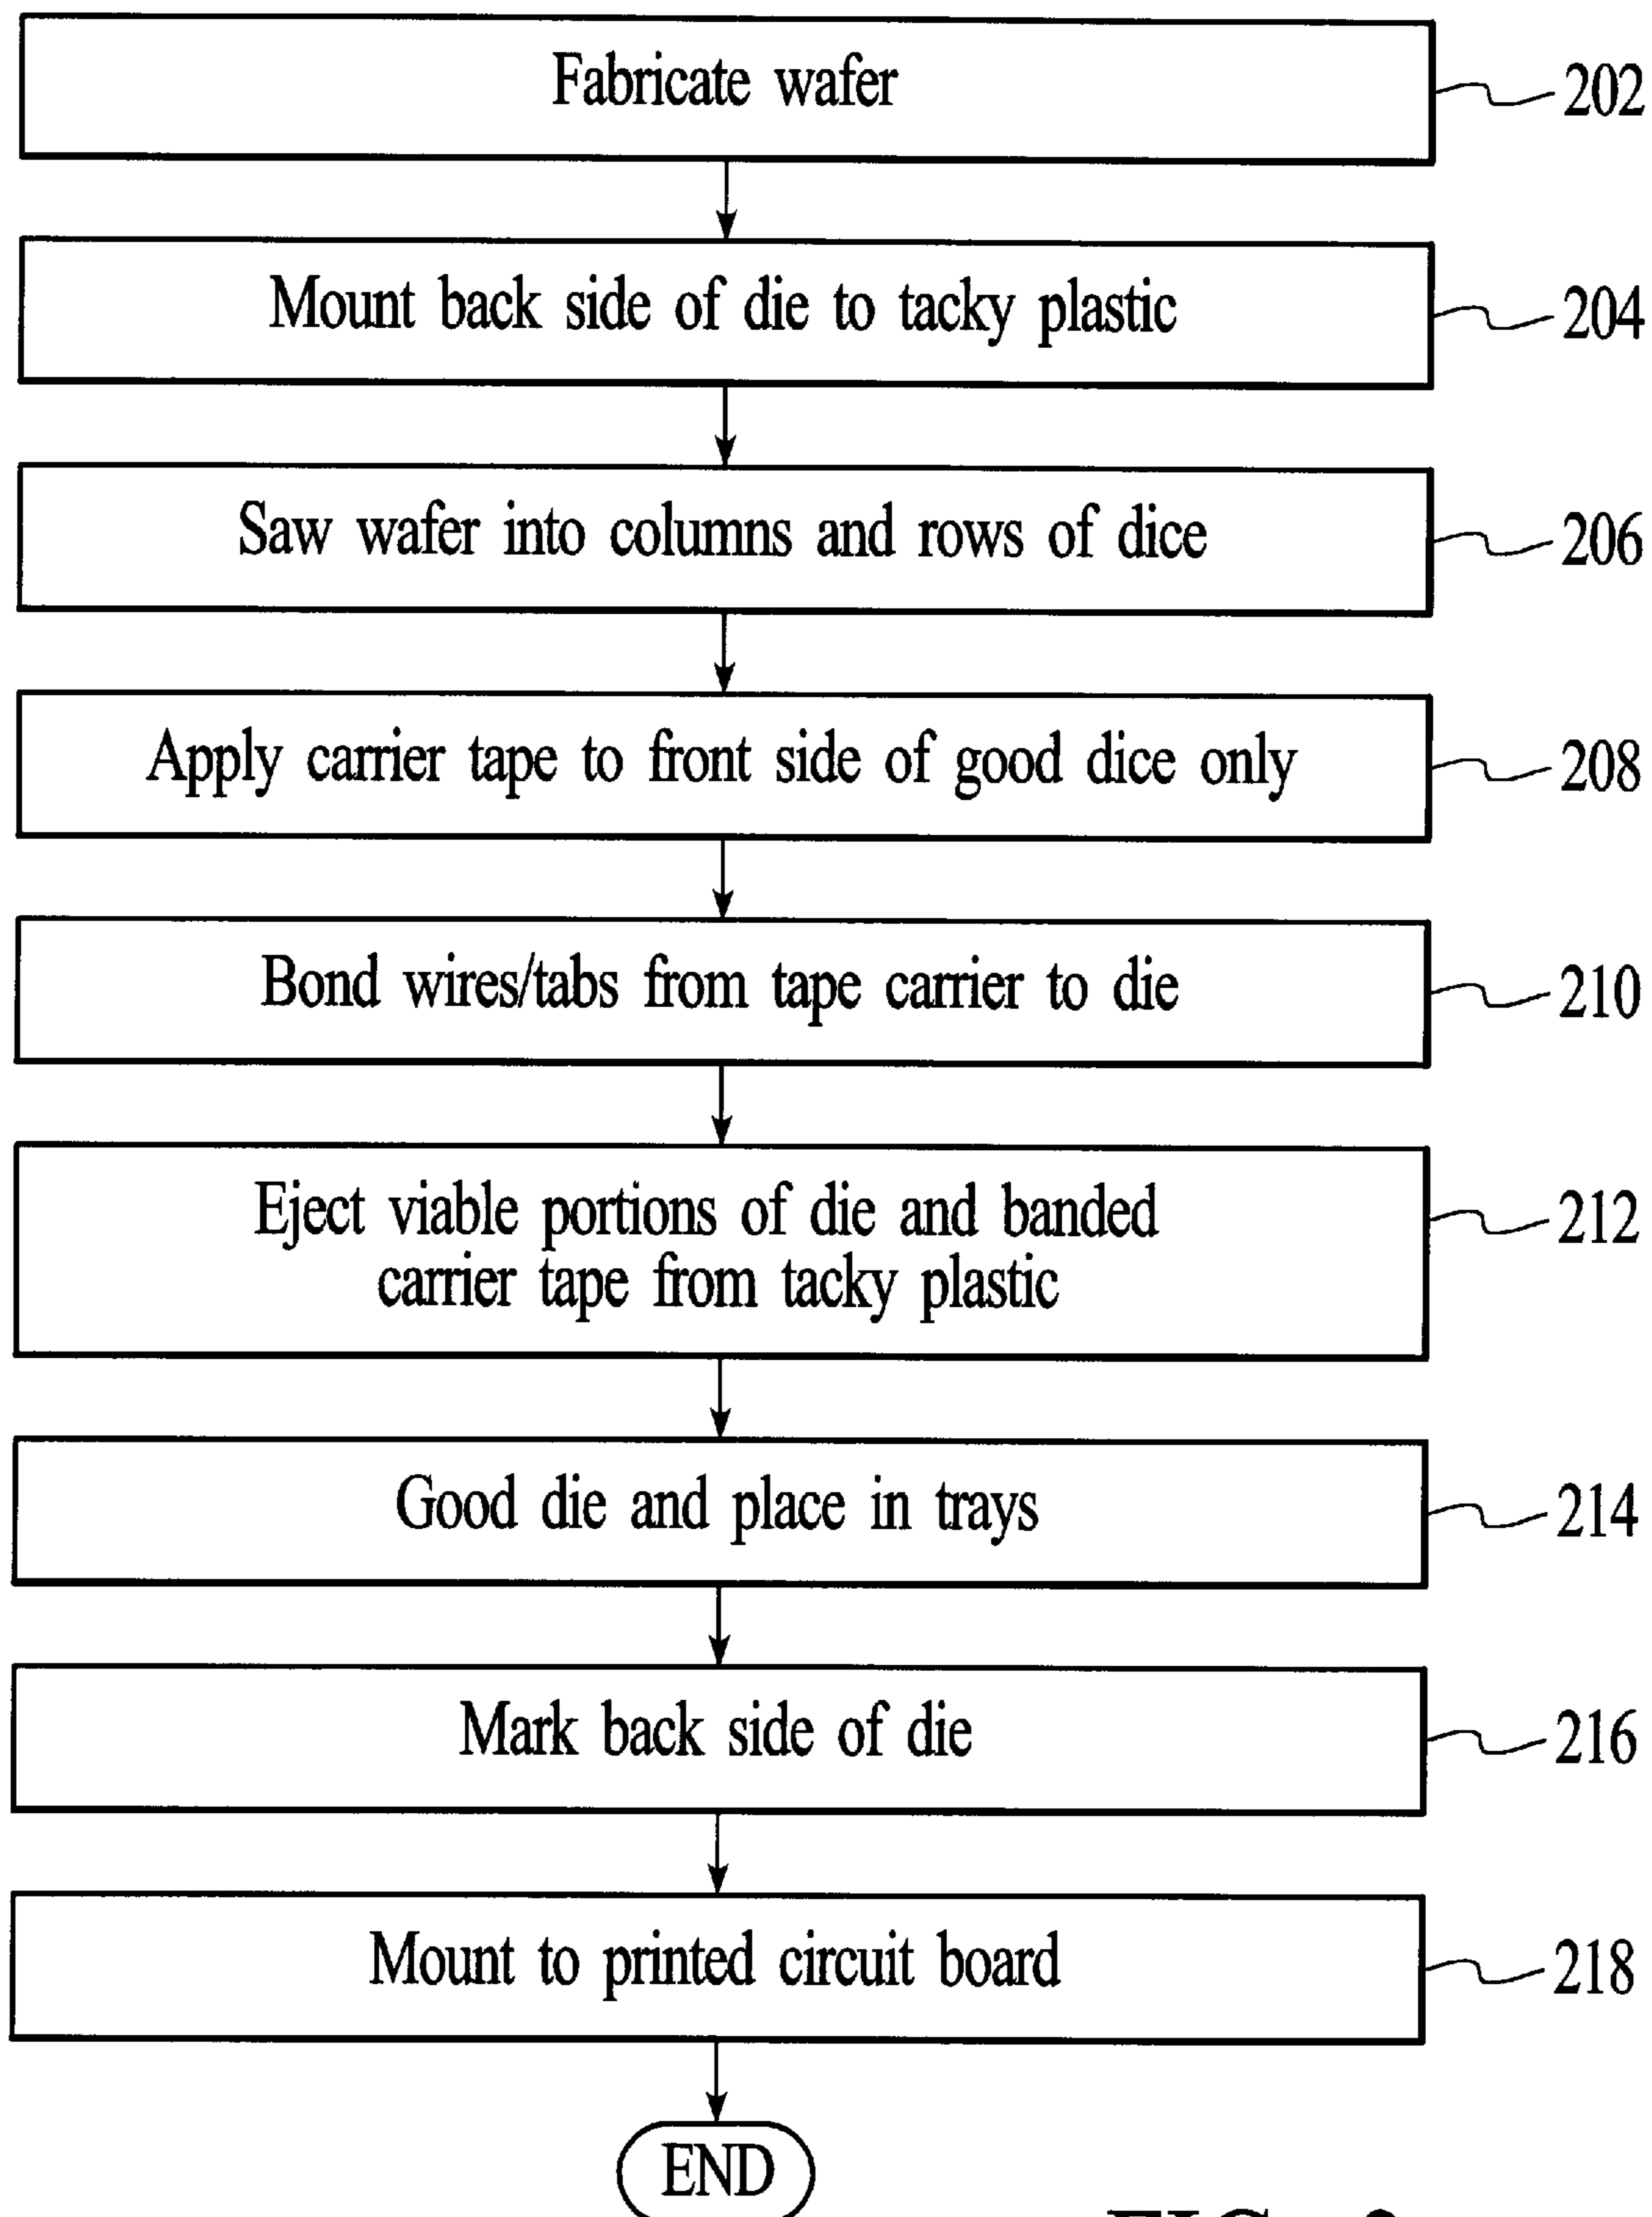 Fabricate wafer
202
Mount back side of die to tacky plastic
204
Saw wafer into columns and rows of dice
206
Apply carrier tape to front side of good dice only
208
Bond wires/tabs from tape carrier to die
210
Eject viable portions of die and banded
carrier tape from tacky plastic
212
Good die and place in trays
214
Mark back side of die
216
Mount to printed circuit board
218
END